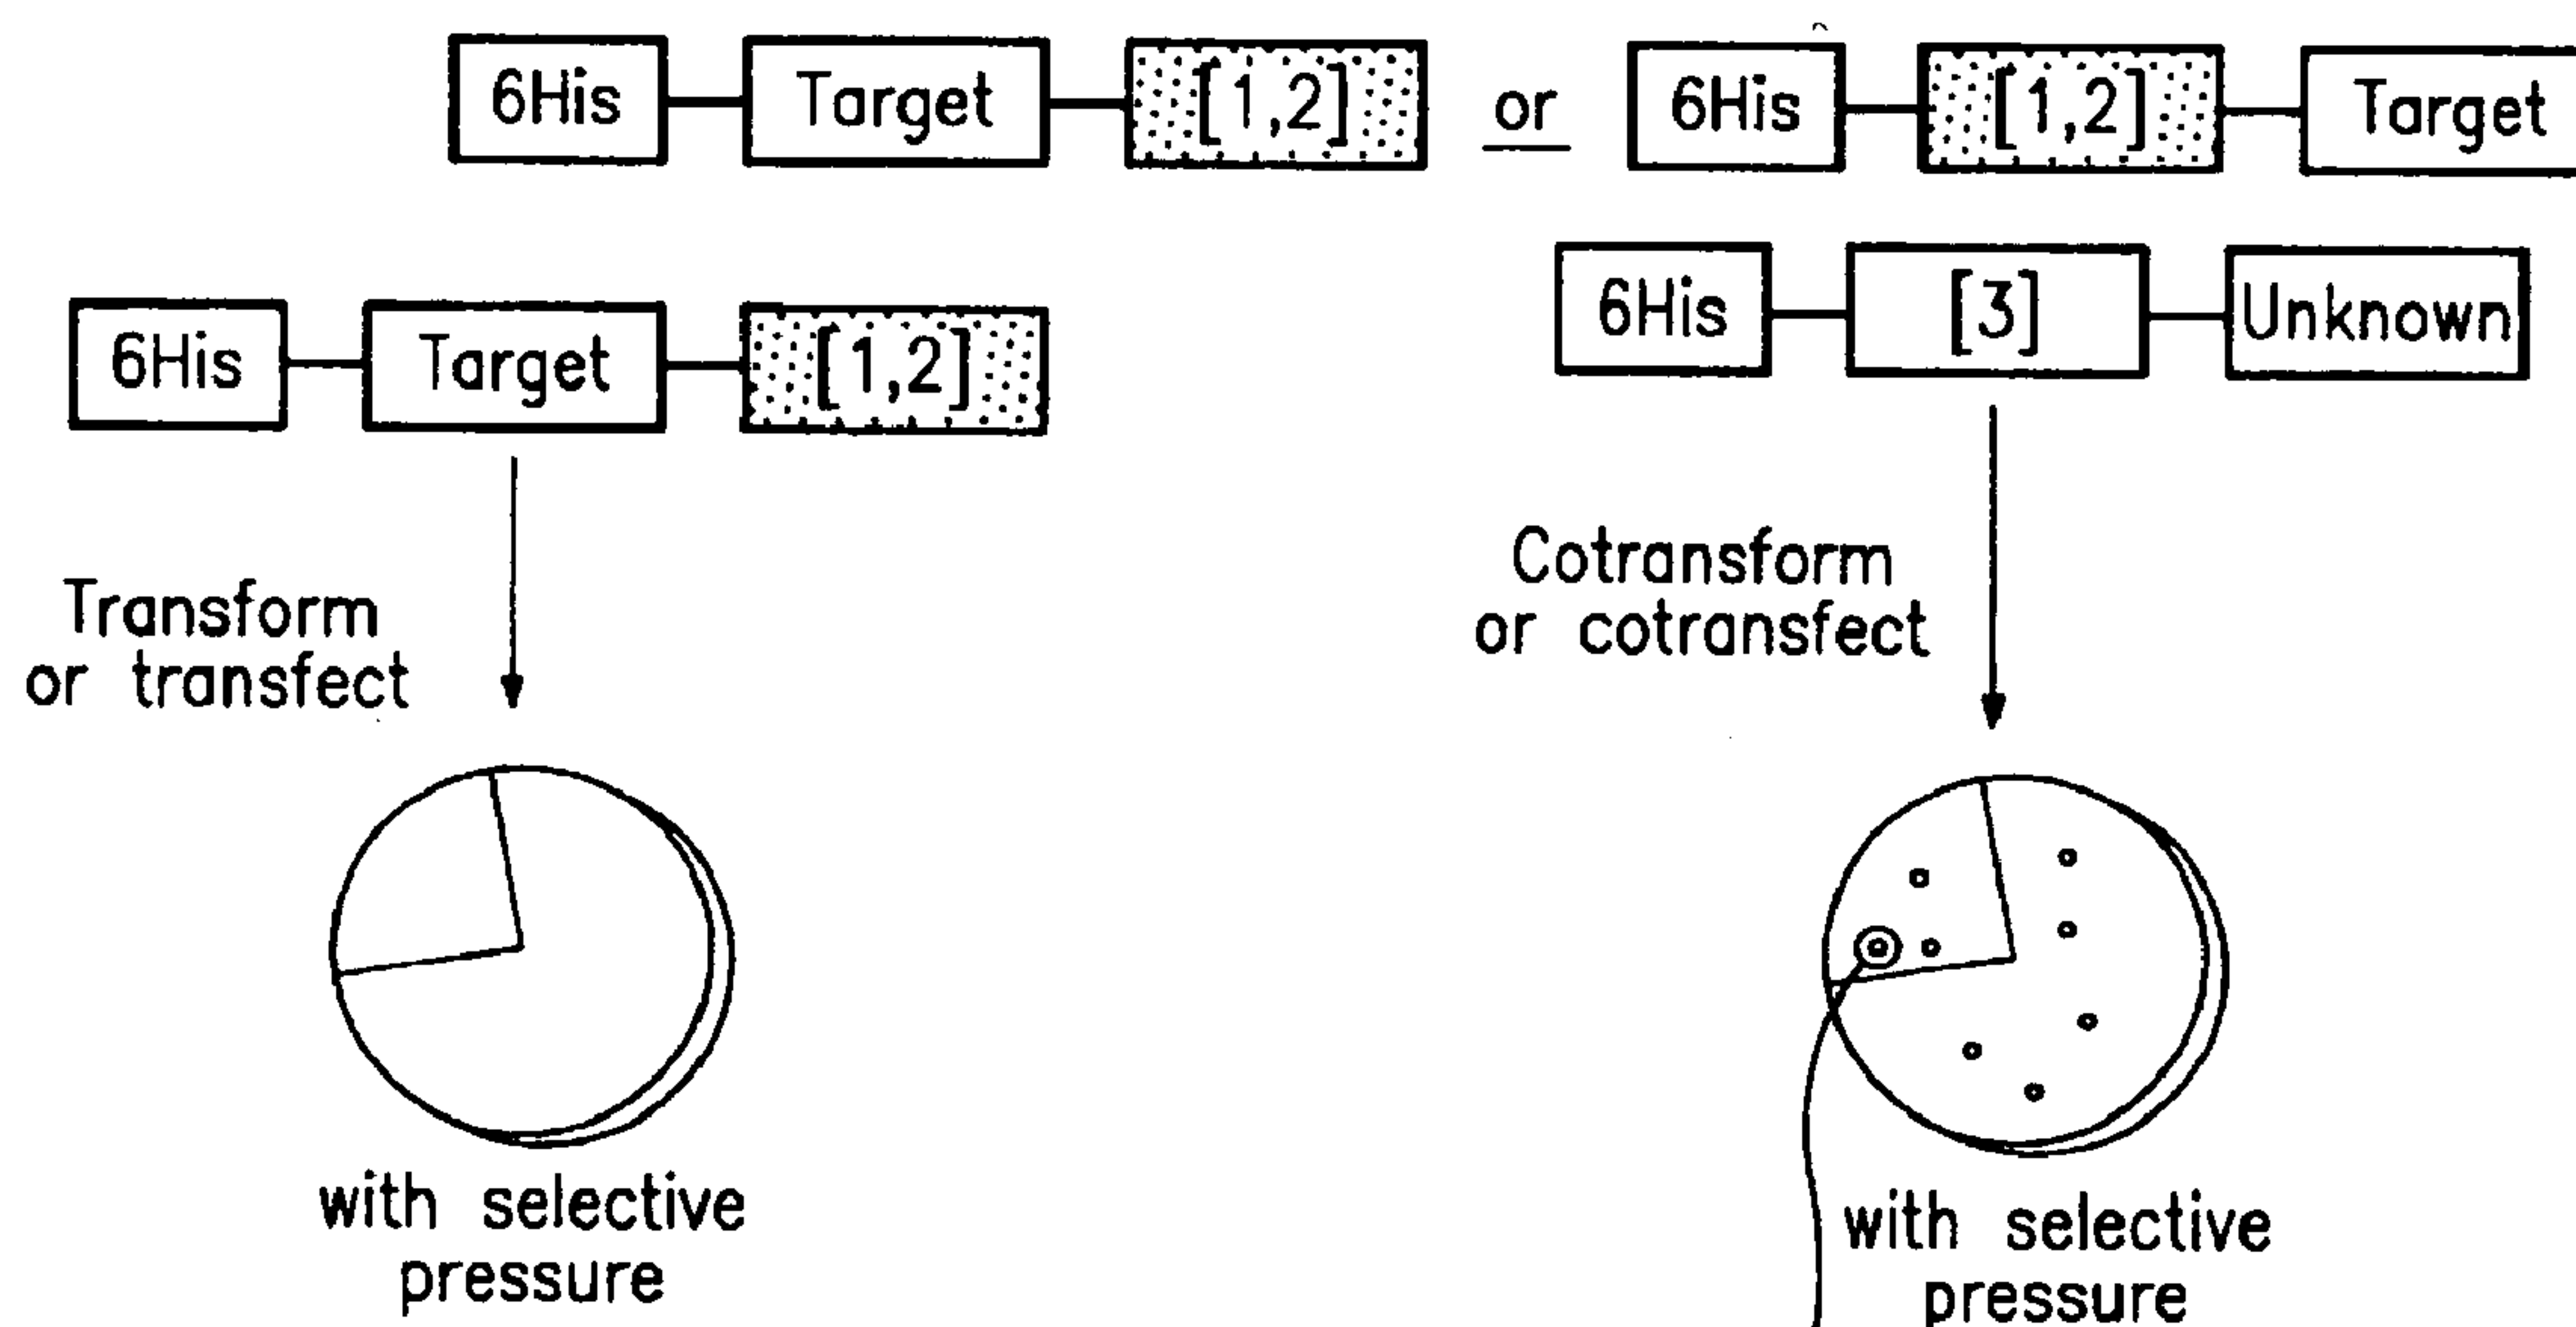 6His Target [1,2] or 6His [1,2] Target
6His [3] Unknown
6His Target [1,2]
Transform
or transfect
Cotransform
or cotransfect
with selective
pressure
with selective
pressure